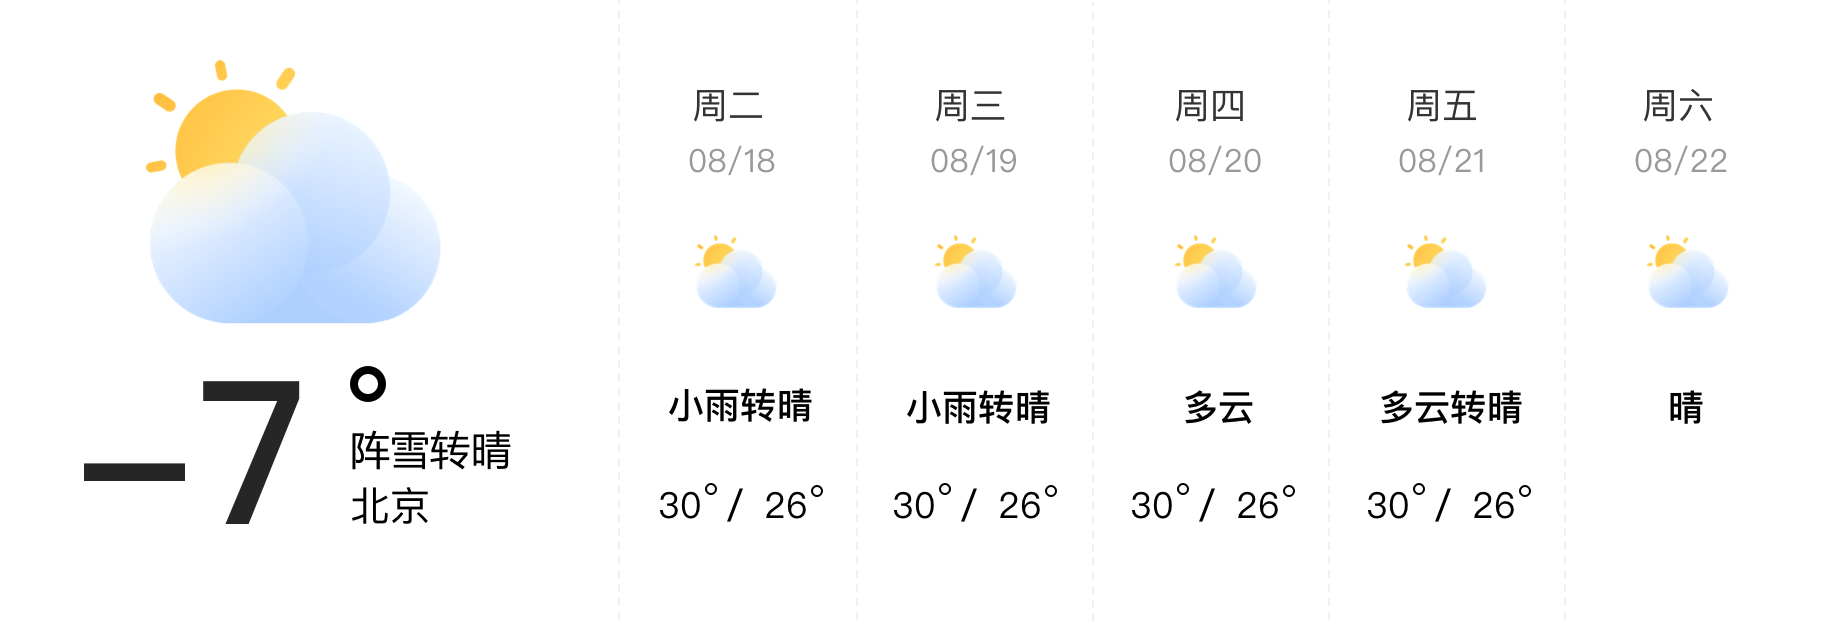 −7°
阵雪转晴
北京
周二
08/18
小雨转晴
30°/ 26°
周三
08/19
小雨转晴
30°/ 26°
周四
08/20
多云
30°/ 26°
周五
08/21
多云转晴
30°/ 26°
周六
08/22
晴